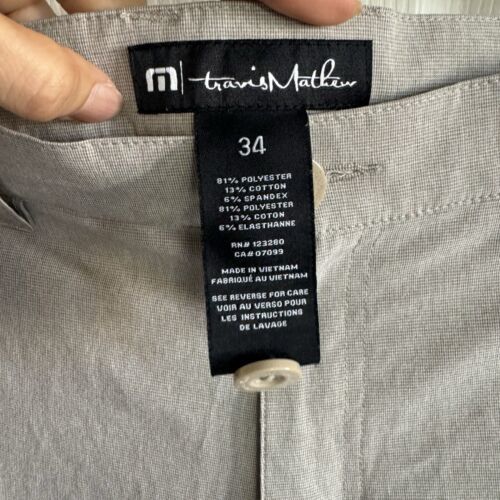 m travisMathew
34
81% POLYESTER
13% COTTON
6% SPANDEX
81% POLYESTER
13% COTON
6% ELASTHANNE
RN# 123280
CA# 07099
MADE IN VIETNAM
FABRIQUÉ AU VIETNAM
SEE REVERSE FOR CARE
VOIR AU VERSO POUR
LES INSTRUCTIONS
DE LAVAGE